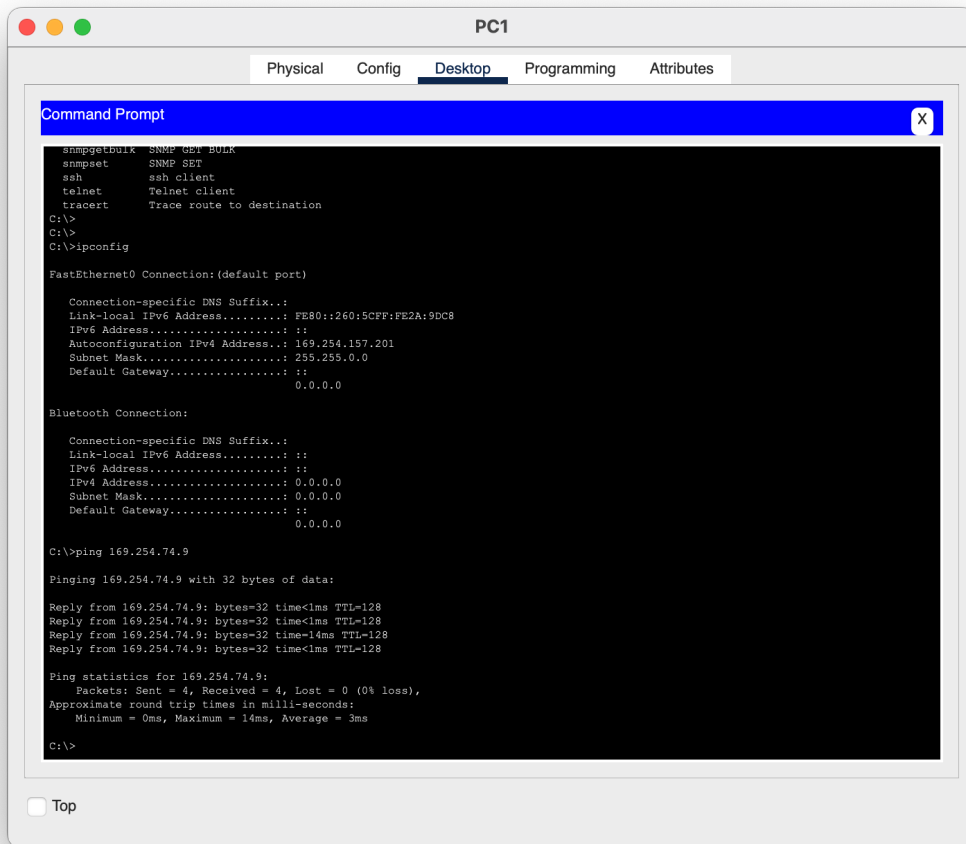 PC1
Physical Config Desktop Programming Attributes
Command Prompt
X
snmpgetbulk SNMP GET BULK
snmpset SNMP SET
ssh ssh client
telnet Telnet client
tracert Trace route to destination
C:\>
C:\>
C:\>ipconfig
FastEthernet0 Connection:(default port)
Connection-specific DNS Suffix..:
Link-local IPv6 Address.........: FE80::260:5CFF:FE2A:9DC8
IPv6 Address....................: ::
Autoconfiguration IPv4 Address..: 169.254.157.201
Subnet Mask.....................: 255.255.0.0
Default Gateway.................: ::
0.0.0.0
Bluetooth Connection:
Connection-specific DNS Suffix..:
Link-local IPv6 Address.........: ::
IPv6 Address....................: ::
IPv4 Address....................: 0.0.0.0
Subnet Mask.....................: 0.0.0.0
Default Gateway.................: ::
0.0.0.0
C:\>ping 169.254.74.9
Pinging 169.254.74.9 with 32 bytes of data:
Reply from 169.254.74.9: bytes=32 time<1ms TTL=128
Reply from 169.254.74.9: bytes=32 time<1ms TTL=128
Reply from 169.254.74.9: bytes=32 time=14ms TTL=128
Reply from 169.254.74.9: bytes=32 time<1ms TTL=128
Ping statistics for 169.254.74.9:
Packets: Sent = 4, Received = 4, Lost = 0 (0% loss),
Approximate round trip times in milli-seconds:
Minimum = 0ms, Maximum = 14ms, Average = 3ms
C:\>
Top